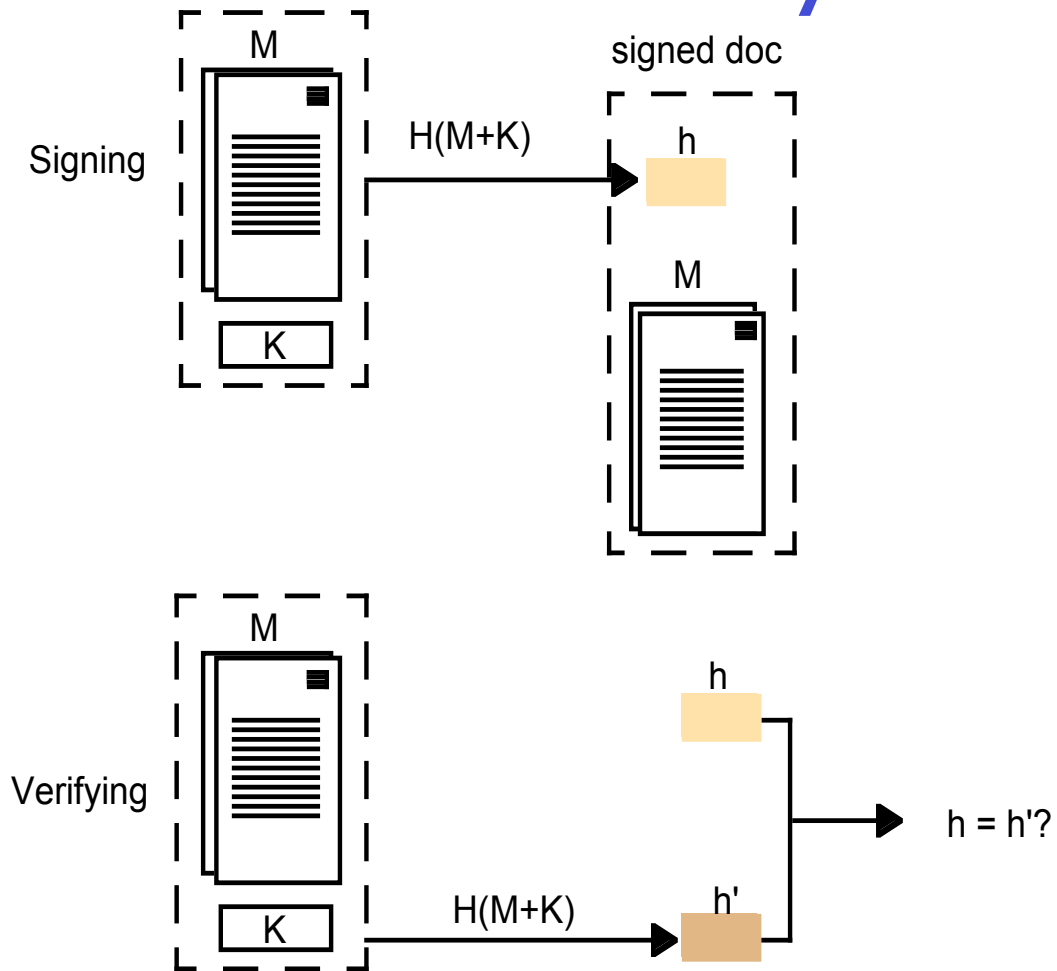 M
signed doc
Signing
H(M+K)
h
K
M
M
Verifying
K
H(M+K)
h
h'
h = h'?